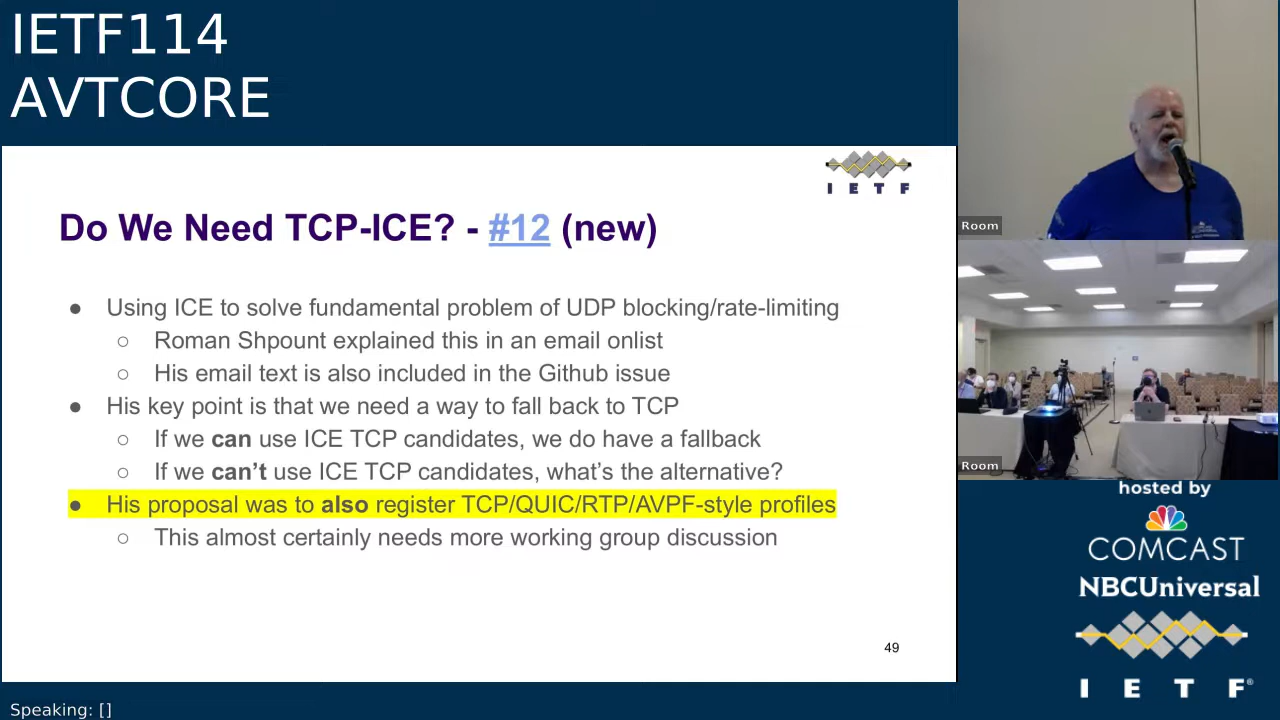 IETF114
AVTCORE
I E T F
Do We Need TCP-ICE? - #12 (new)
● Using ICE to solve fundamental problem of UDP blocking/rate-limiting
○ Roman Shpount explained this in an email onlist
○ His email text is also included in the Github issue
● His key point is that we need a way to fall back to TCP
○ If we can use ICE TCP candidates, we do have a fallback
○ If we can’t use ICE TCP candidates, what’s the alternative?
● His proposal was to also register TCP/QUIC/RTP/AVPF-style profiles
○ This almost certainly needs more working group discussion
49
Room
Room
hosted by
COMCAST
NBCUniversal
I E T F®
Speaking: []